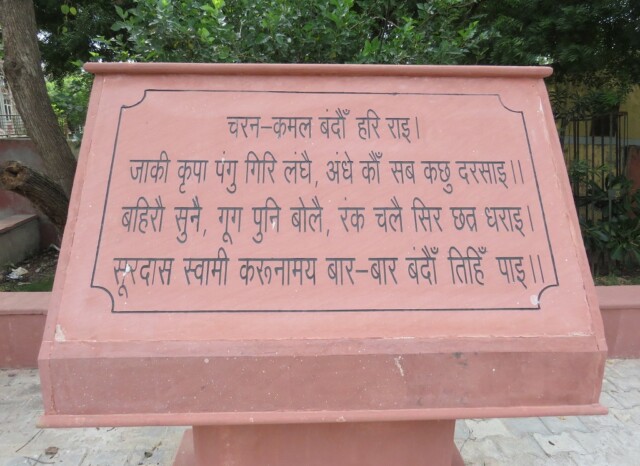 चरन-कमल बंदौँ हरि राइ।
जाकी कृपा पंगु गिरि लंघै, अंधे कौँ सब कछु दरसाइ।।
बहिरौ सुनै, गूग पुनि बोलै, रंक चलै सिर छत्र धराइ।
सूरदास स्वामी करूनामय बार-बार बंदौँ तिहिँ पाइ।।